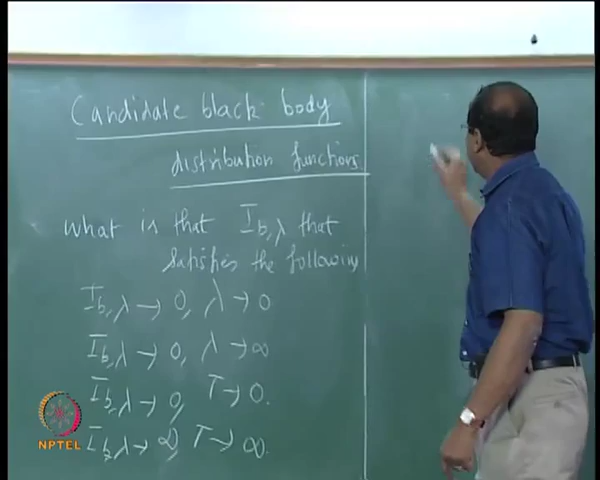 Candidate black body
distribution functions
What is that I_b,λ that
satisfies the following
I_b,λ → 0, λ → 0
I_b,λ → 0, λ → ∞
I_b,λ → 0, T → 0.
I_b,λ → ∞, T → ∞.
NPTEL